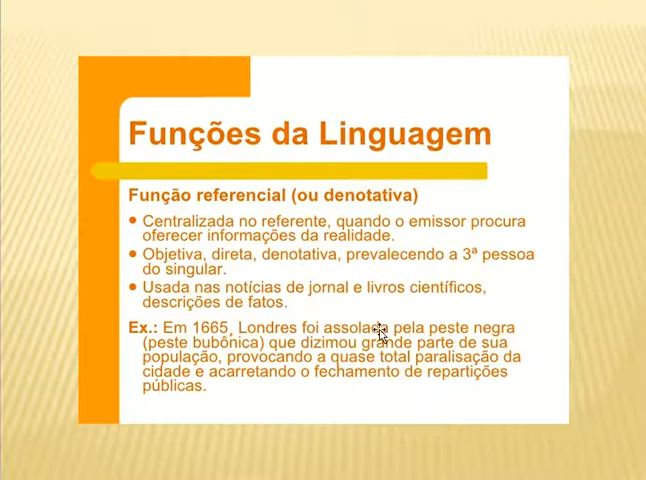 Funções da Linguagem
Função referencial (ou denotativa)
• Centralizada no referente, quando o emissor procura
oferecer informações da realidade.
• Objetiva, direta, denotativa, prevalecendo a 3ª pessoa
do singular.
• Usada nas notícias de jornal e livros científicos,
descrições de fatos.
Ex.: Em 1665, Londres foi assolada pela peste negra
(peste bubônica) que dizimou grande parte de sua
população, provocando a quase total paralisação da
cidade e acarretando o fechamento de repartições
públicas.